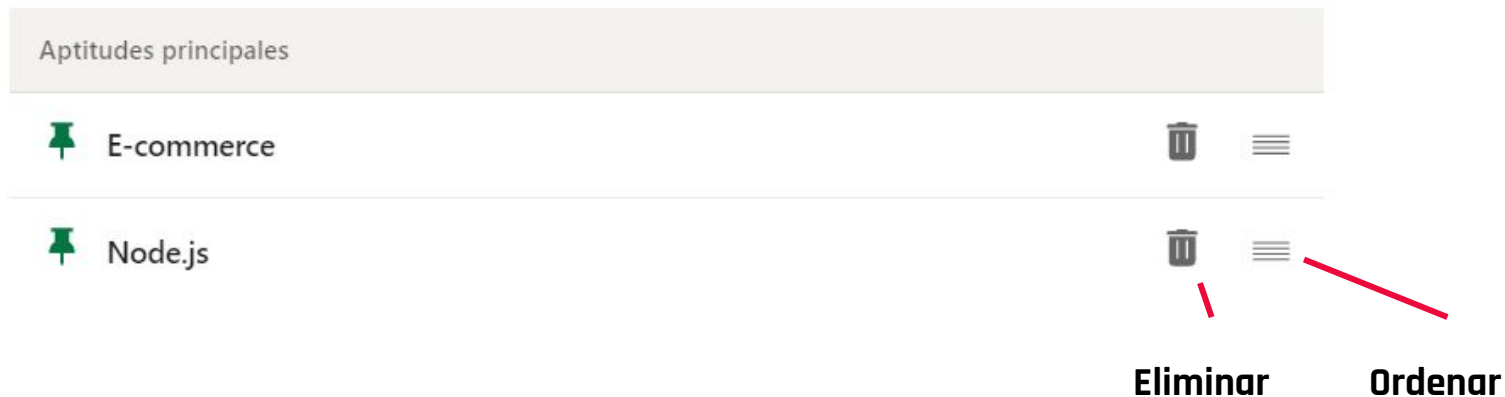 Aptitudes principales
E-commerce
Node.js
Eliminar
Ordenar